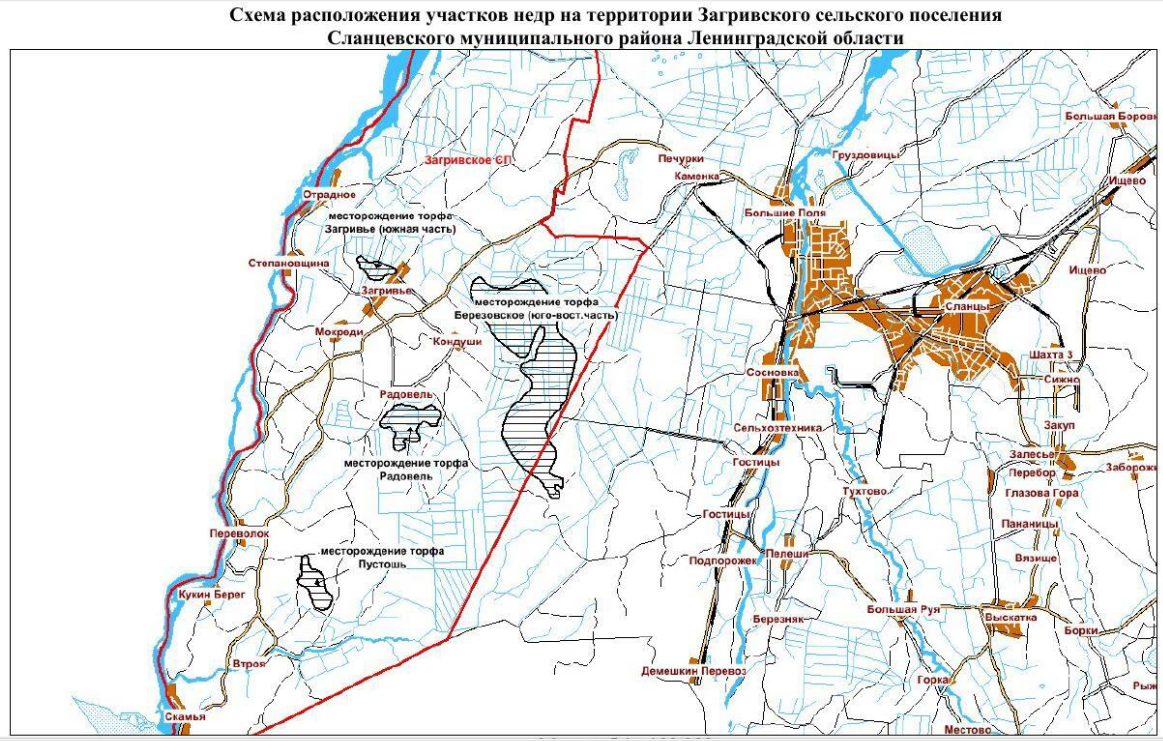 Схема расположения участков недр на территории Загривского сельского поселения
Сланцевского муниципального района Ленинградской области
Большая
Печурки
Груздовицы
Загривское СП
Каменка
Ищево
Отрадное
Большие Поля
месторождение торфа
Загривье (южная часть)
Степановщина
Ищево
Загривье
месторождение торфа
Березовское (юго-вост.часть)
Сланцы
Мокреди
Кондуши
Шахта 3
Сосновка
Сижно
Радовель
Сельхозтехника
Закуп
Залесье
месторождение торфа
Радовель
Гостицы
Перебор
Тухтово
Глазова Гора
Гостицы
Пананицы
Переволок
месторождение торфа
Пустошь
Пелеши
Подпорожек
Вязище
Кукин Берег
Большая Руя
Березняк
Выскатка
Борки
Втроя
Демешкин Перевоз
Горка
Скамья
Местово